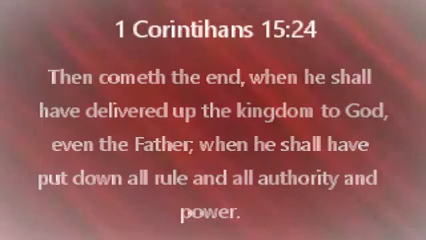 1 Corintihans 15:24
Then cometh the end, when he shall
have delivered up the kingdom to God,
even the Father; when he shall have
put down all rule and all authority and
power.